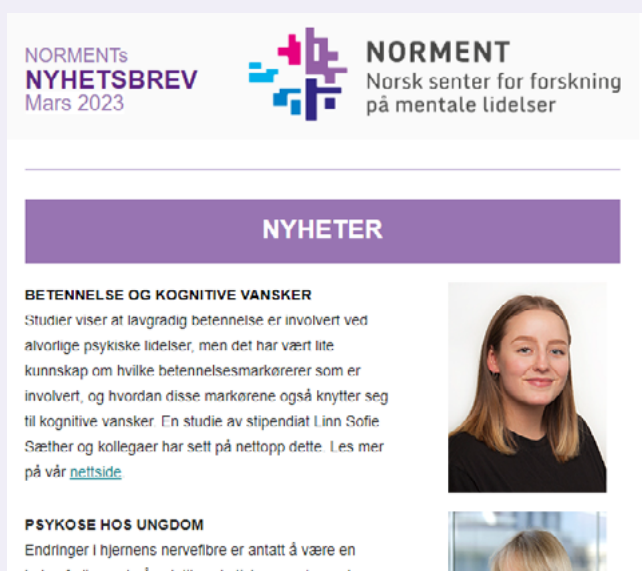 NORMENTs
NYHETSBREV
Mars 2023
NORMENT
Norsk senter for forskning
på mentale lidelser
NYHETER
BETENNELSE OG KOGNITIVE VANSKER
Studier viser at lavgradig betennelse er involvert ved
alvorlige psykiske lidelser, men det har vært lite
kunnskap om hvilke betennelsesmarkørerer som er
involvert, og hvordan disse markørene også knytter seg
til kognitive vansker. En studie av stipendiat Linn Sofie
Sæther og kollegaer har sett på nettopp dette. Les mer
på vår nettside
PSYKOSE HOS UNGDOM
Endringer i hjernens nervefibre er antatt å være en